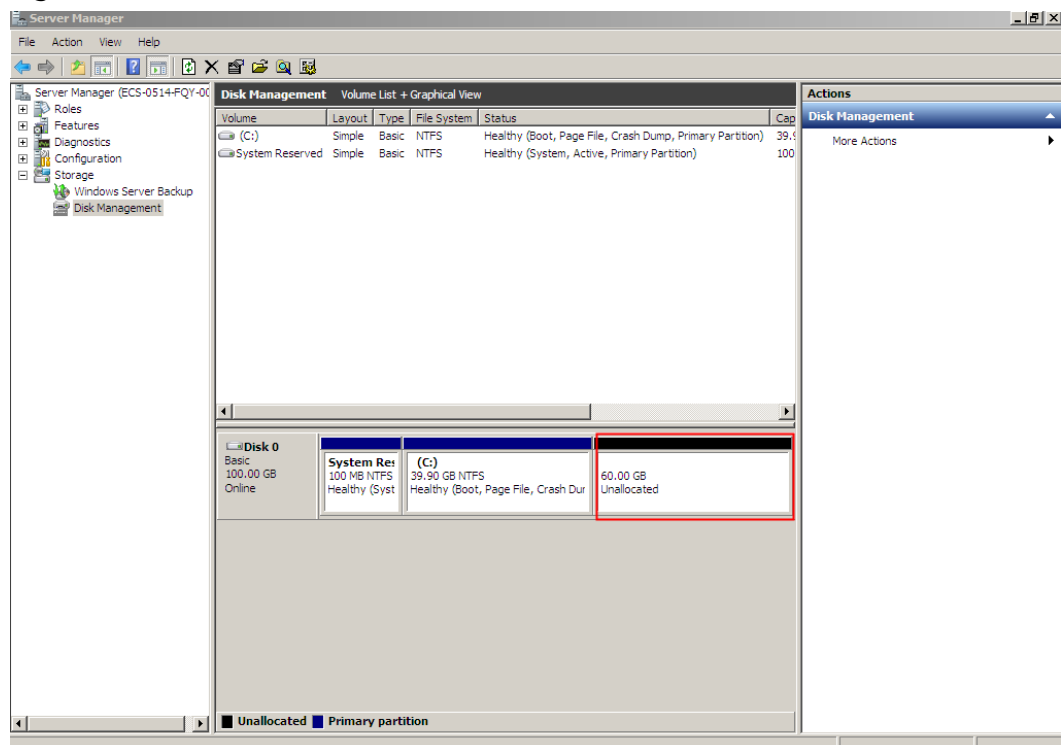 Server Manager
File Action View Help
Server Manager (ECS-0514-FQY-00
Roles
Features
Diagnostics
Configuration
Storage
Windows Server Backup
Disk Management
Disk Management Volume List + Graphical View
Volume Layout Type File System Status Cap
(C:) Simple Basic NTFS Healthy (Boot, Page File, Crash Dump, Primary Partition) 39.9
System Reserved Simple Basic NTFS Healthy (System, Active, Primary Partition) 100
Disk 0
Basic
100.00 GB
Online
System Res
100 MB NTFS
Healthy (Syst
(C:)
39.90 GB NTFS
Healthy (Boot, Page File, Crash Dur
60.00 GB
Unallocated
Unallocated Primary partition
Actions
Disk Management
More Actions